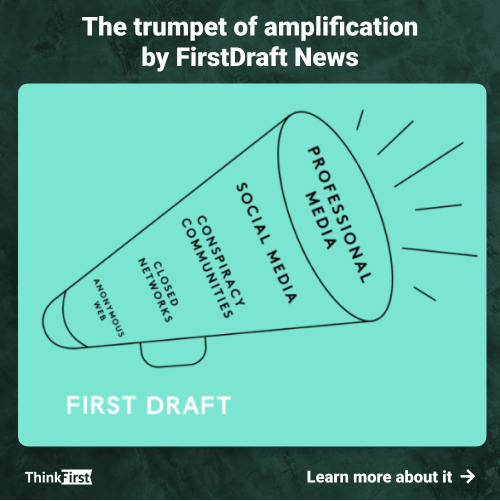 The trumpet of amplification
by FirstDraft News
PROFESSIONAL
MEDIA
SOCIAL MEDIA
CONSPIRACY
COMMUNITIES
CLOSED
NETWORKS
ANONYMOUS
WEB
FIRST DRAFT
ThinkFirst
Learn more about it →